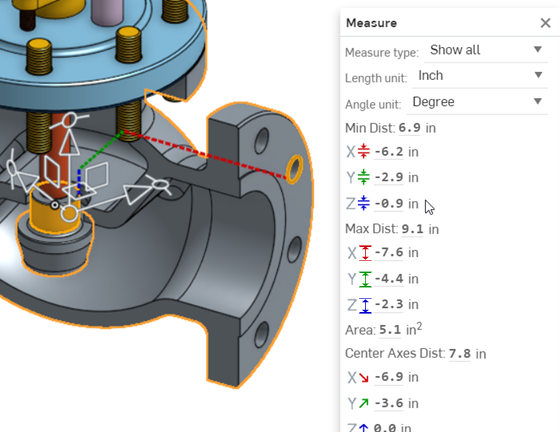 Measure
Measure type: Show all
Length unit: Inch
Angle unit: Degree
Min Dist: 6.9 in
X -6.2 in
Y -2.9 in
Z -0.9 in
Max Dist: 9.1 in
X -7.6 in
Y -4.4 in
Z -2.3 in
Area: 5.1 in²
Center Axes Dist: 7.8 in
X -6.9 in
Y -3.6 in
Z 0.0 in